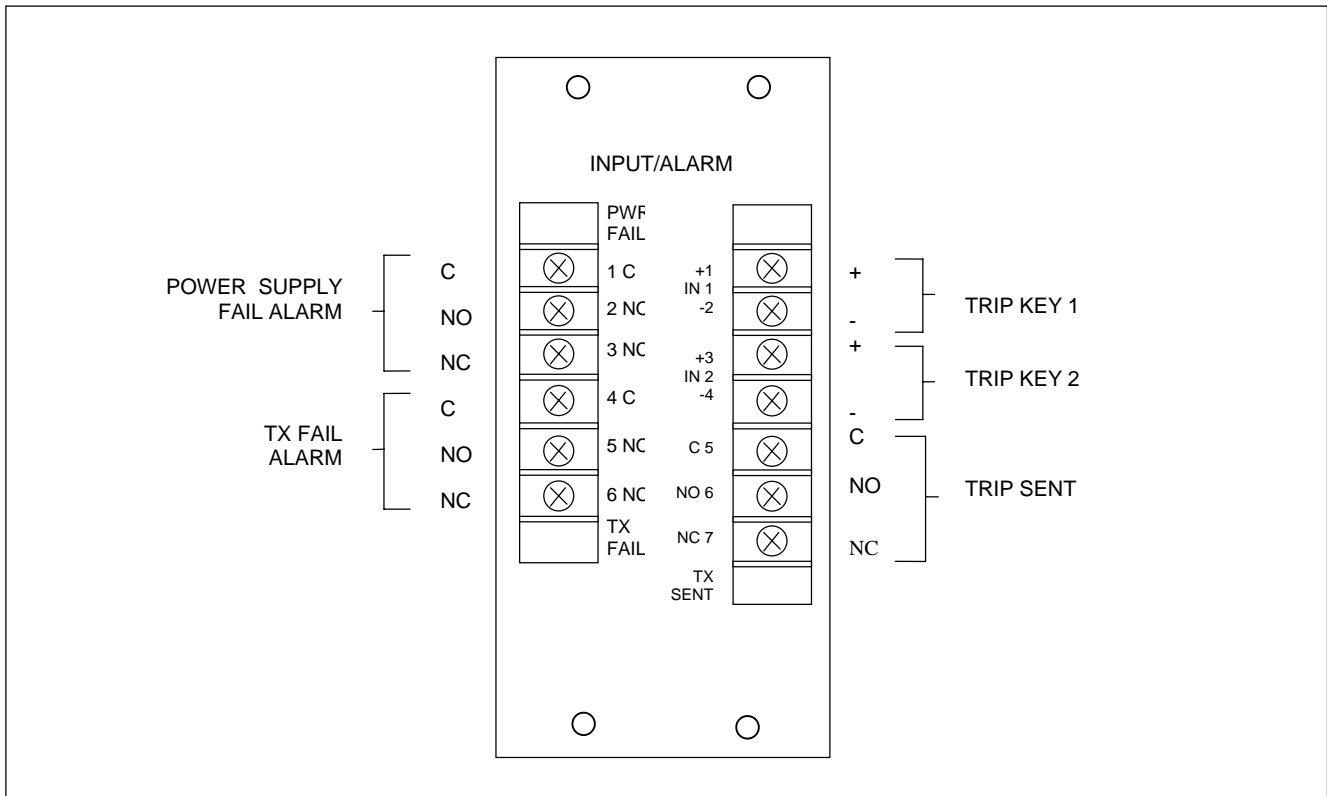 INPUT/ALARM
POWER SUPPLY
FAIL ALARM
C
NO
NC
TX FAIL
ALARM
C
NO
NC
PWR
FAIL
1 C
2 NC
3 NC
4 C
5 NC
6 NC
TX
FAIL
+1
IN 1
-2
+3
IN 2
-4
C 5
NO 6
NC 7
TX
SENT
+
-
TRIP KEY 1
+
-
TRIP KEY 2
C
NO
NC
TRIP SENT